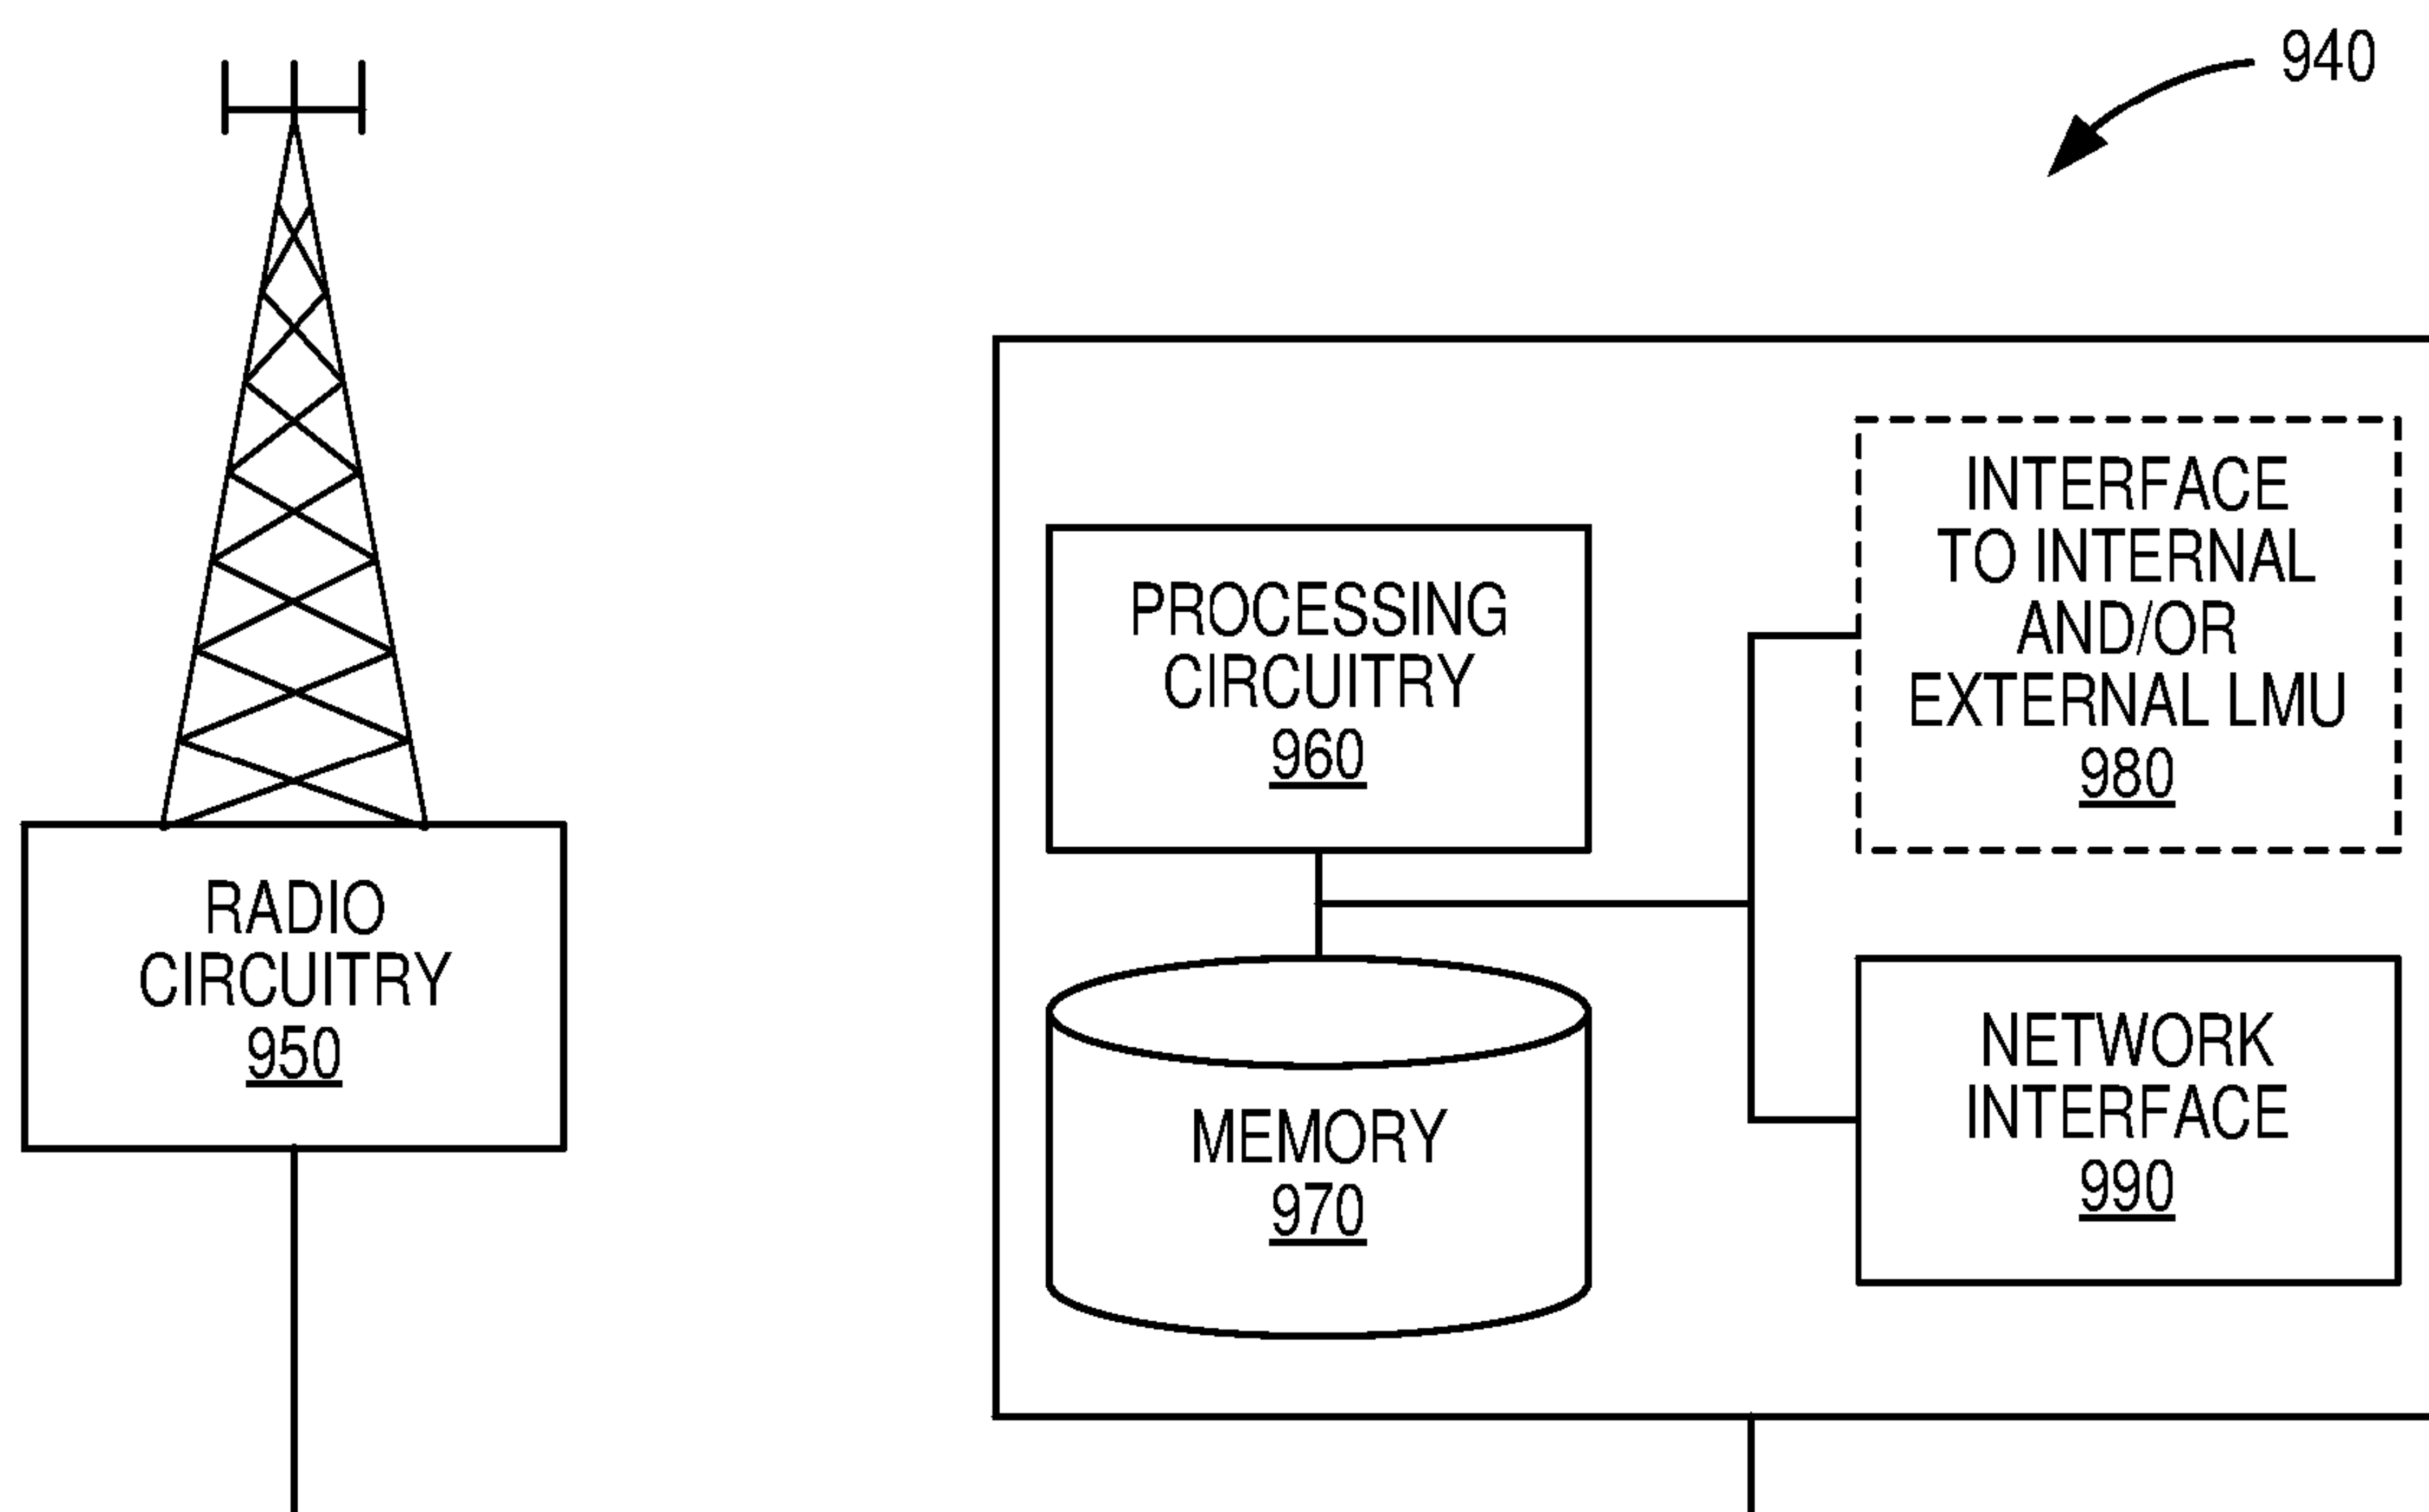 940
INTERFACE
TO INTERNAL
AND/OR
EXTERNAL LMU
980
PROCESSING
CIRCUITRY
960
RADIO
CIRCUITRY
950
MEMORY
970
NETWORK
INTERFACE
990